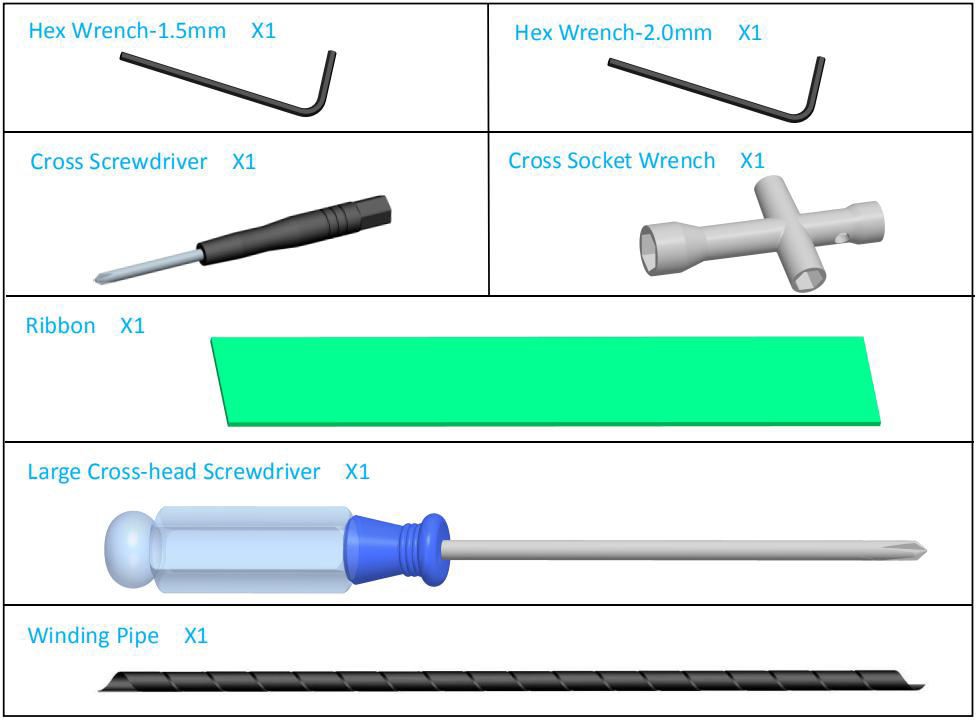 Hex Wrench-1.5mm X1
Hex Wrench-2.0mm X1
Cross Screwdriver X1
Cross Socket Wrench X1
Ribbon X1
Large Cross-head Screwdriver X1
Winding Pipe X1